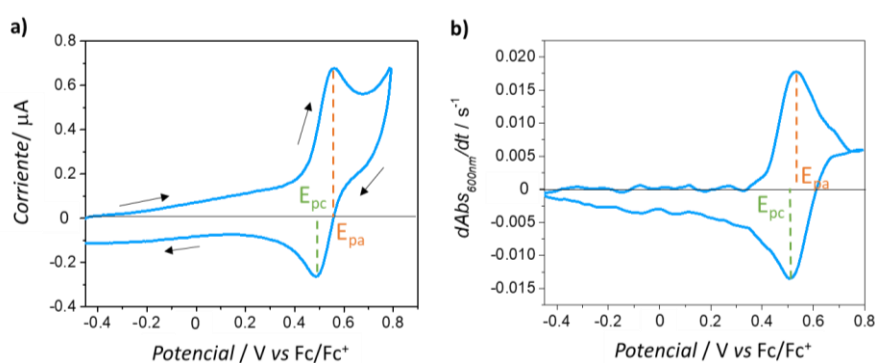 a)
Corriente/ μA
0.8
0.6
0.4
0.2
0
-0.2
-0.4
-0.4 -0.2 0 0.2 0.4 0.6 0.8
E_pc
E_pa
Potencial / V vs Fc/Fc⁺
b)
dAbs_600nm/dt / s⁻¹
0.020
0.015
0.010
0.005
0
-0.005
-0.010
-0.015
-0.4 -0.2 0 0.2 0.4 0.6 0.8
E_pa
E_pc
Potencial / V vs Fc/Fc⁺